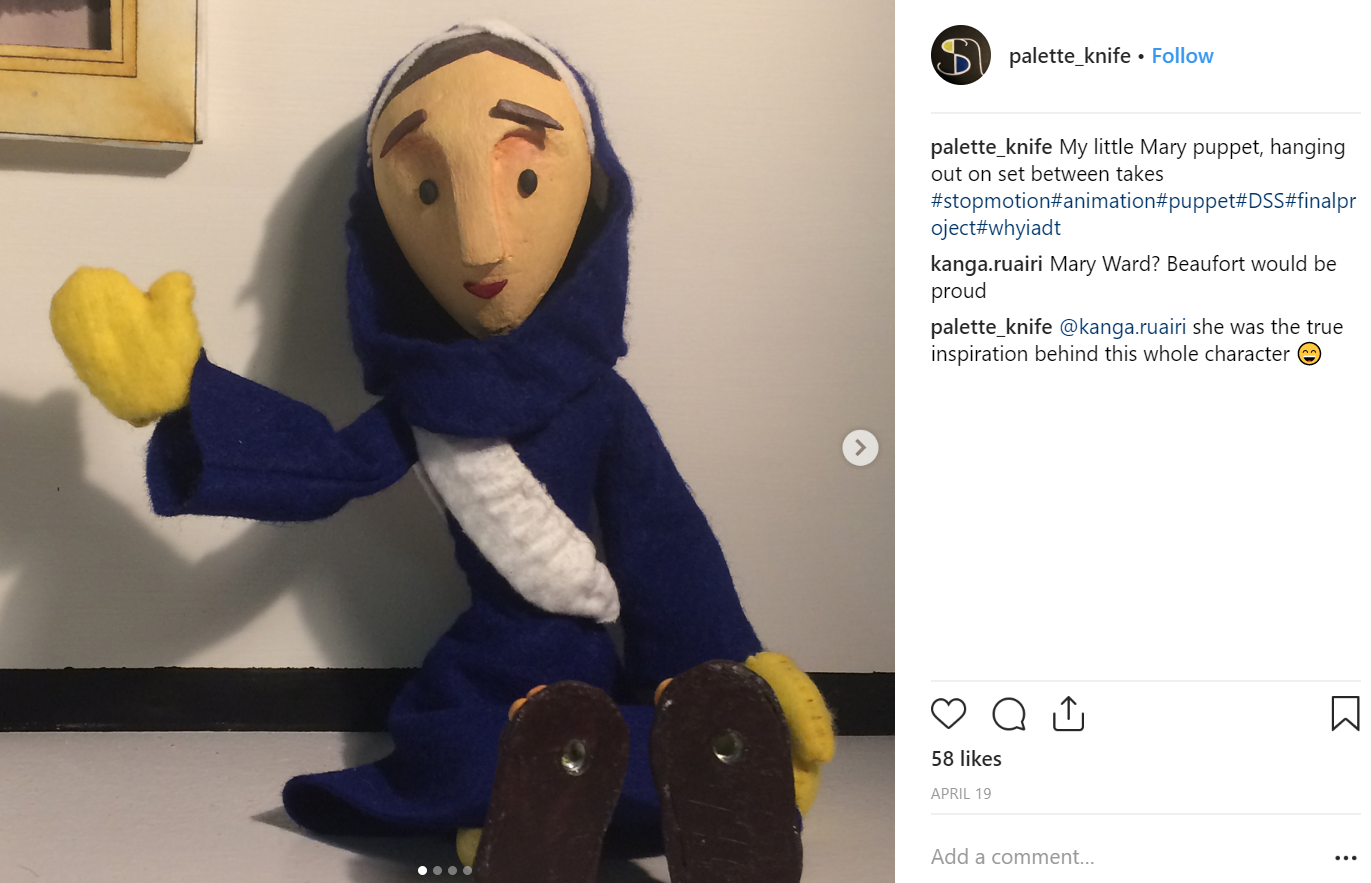 palette_knife • Follow
palette_knife My little Mary puppet, hanging
out on set between takes
#stopmotion#animation#puppet#DSS#finalpr
oject#whyiadt
kanga.ruairi Mary Ward? Beaufort would be
proud
palette_knife @kanga.ruairi she was the true
inspiration behind this whole character 😄
58 likes
APRIL 19
Add a comment...